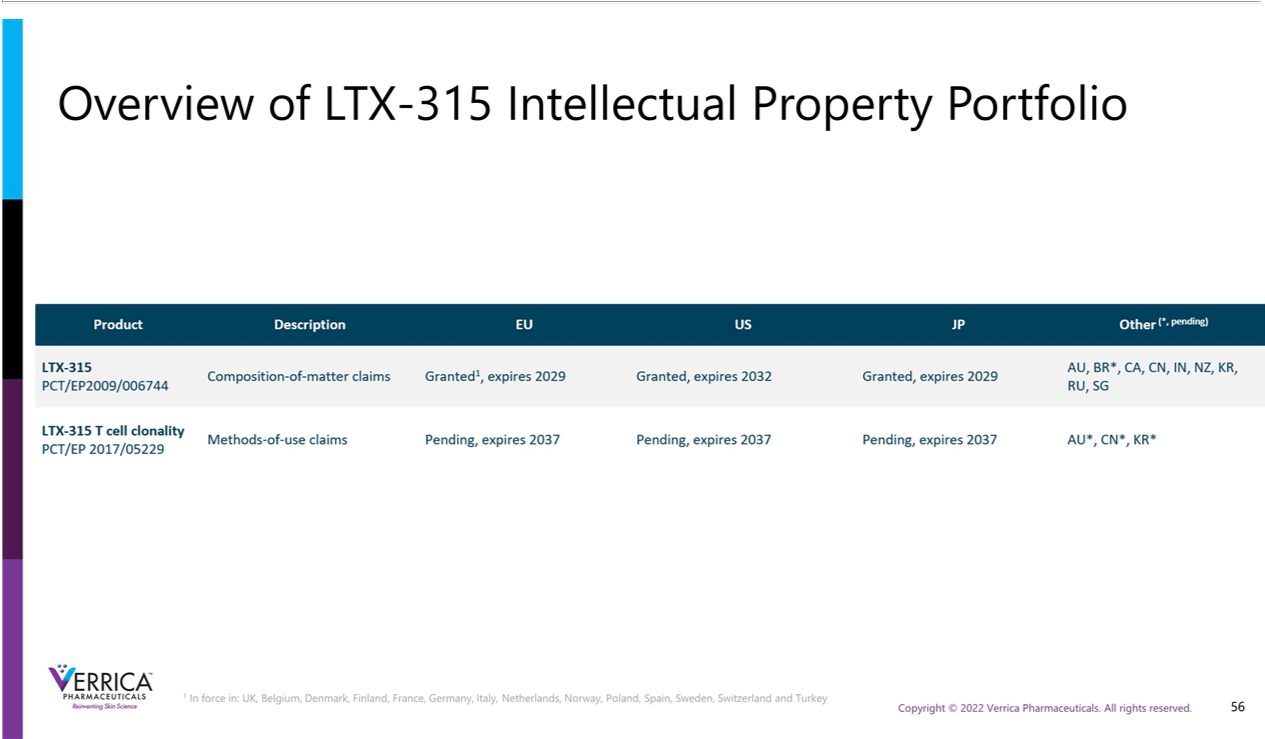 Overview of LTX-315 Intellectual Property Portfolio
Product Description EU US JP Other (*, pending)
LTX-315
PCT/EP2009/006744
Composition-of-matter claims
Granted¹, expires 2029
Granted, expires 2032
Granted, expires 2029
AU, BR*, CA, CN, IN, NZ, KR,
RU, SG
LTX-315 T cell clonality
PCT/EP 2017/05229
Methods-of-use claims
Pending, expires 2037
Pending, expires 2037
Pending, expires 2037
AU*, CN*, KR*
VERRICA™
PHARMACEUTICALS
Reinventing Skin Science
¹ In force in: UK, Belgium, Denmark, Finland, France, Germany, Italy, Netherlands, Norway, Poland, Spain, Sweden, Switzerland and Turkey
Copyright © 2022 Verrica Pharmaceuticals. All rights reserved.
56